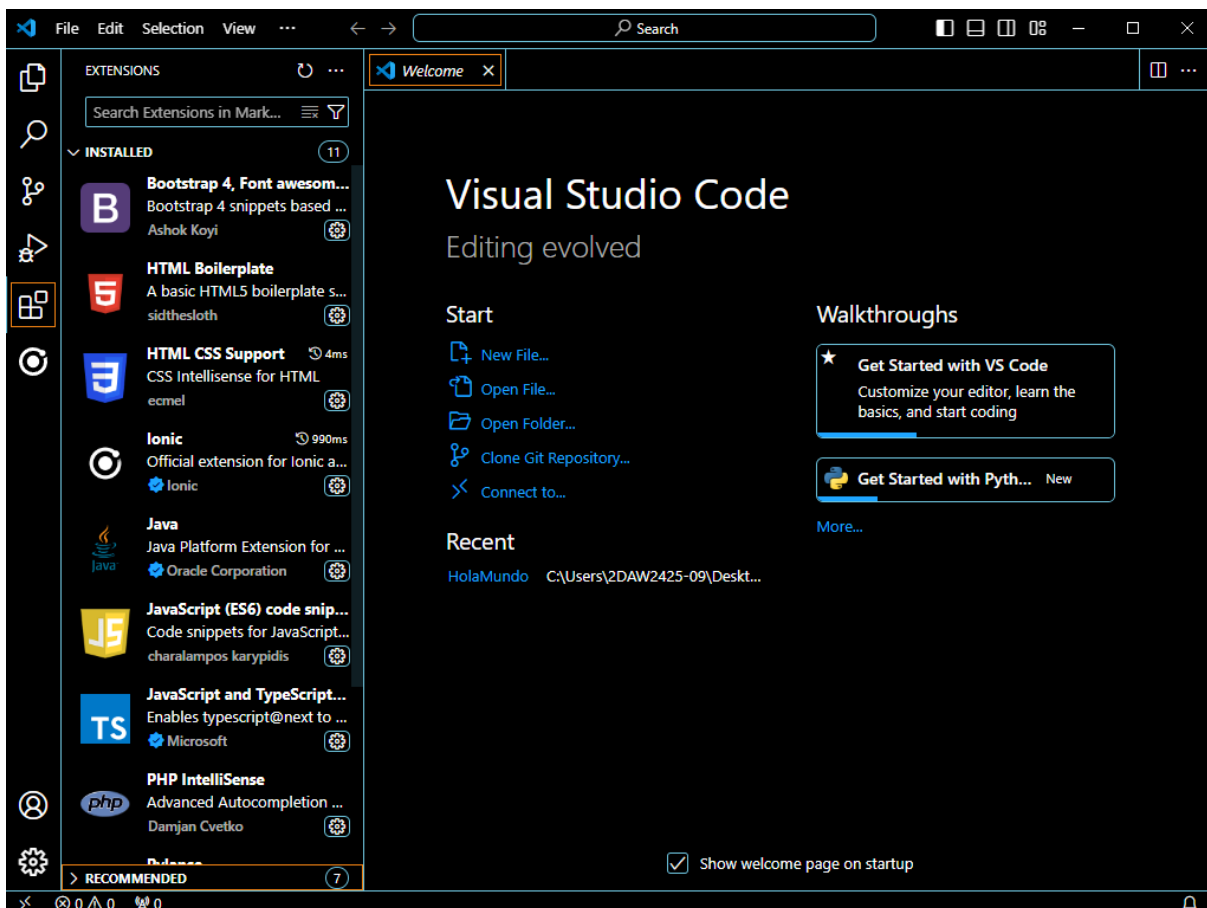 File Edit Selection View ··· Search
EXTENSIONS
Search Extensions in Mark...
INSTALLED 11
Bootstrap 4, Font awesom...
Bootstrap 4 snippets based ...
Ashok Koyi
HTML Boilerplate
A basic HTML5 boilerplate s...
sidthesloth
HTML CSS Support 4ms
CSS Intellisense for HTML
ecmel
Ionic 990ms
Official extension for Ionic a...
Ionic
Java
Java Platform Extension for ...
Oracle Corporation
Java
JavaScript (ES6) code snip...
Code snippets for JavaScript...
charalampos karypidis
JS
JavaScript and TypeScript...
Enables typescript@next to ...
Microsoft
TS
PHP IntelliSense
Advanced Autocompletion ...
Damjan Cvetko
php
Pylance
RECOMMENDED 7
Welcome
Visual Studio Code
Editing evolved
Start
New File...
Open File...
Open Folder...
Clone Git Repository...
Connect to...
Recent
HolaMundo C:\Users\2DAW2425-09\Deskt...
Walkthroughs
Get Started with VS Code
Customize your editor, learn the
basics, and start coding
Get Started with Pyth... New
More...
Show welcome page on startup
0 0 0